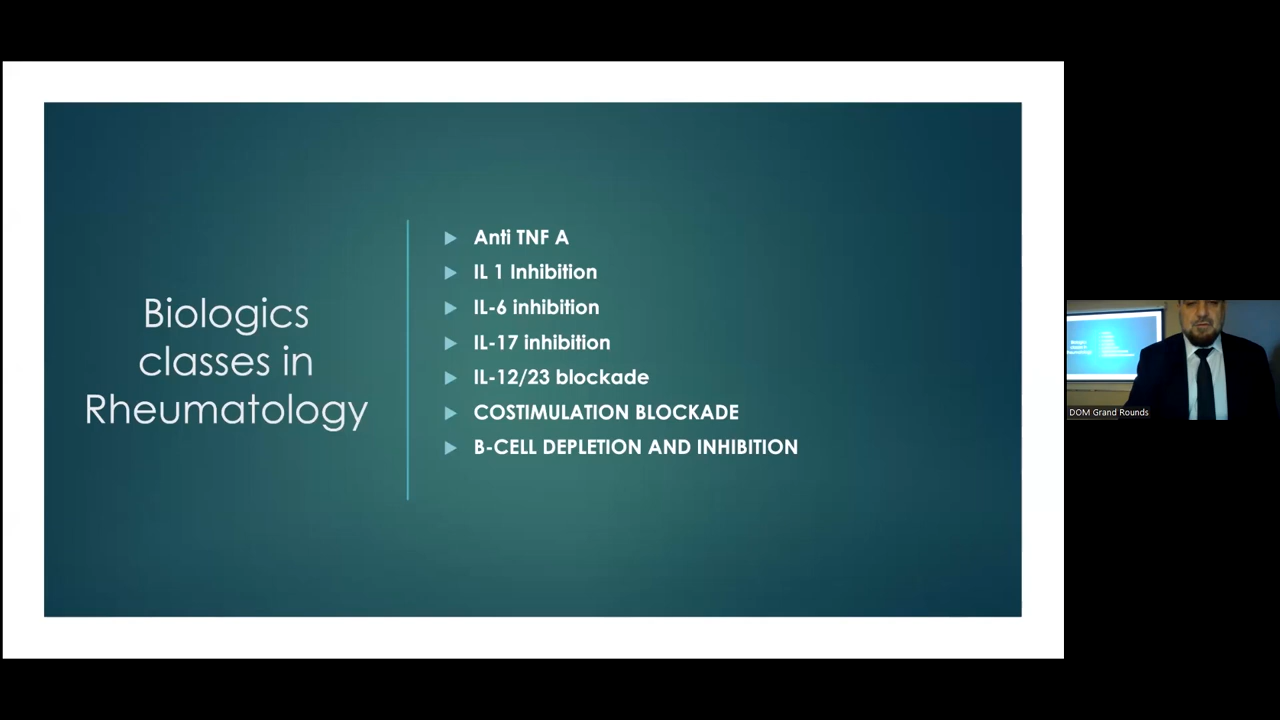 Biologics
classes in
Rheumatology
Anti TNF A
IL 1 Inhibition
IL-6 inhibition
IL-17 inhibition
IL-12/23 blockade
COSTIMULATION BLOCKADE
B-CELL DEPLETION AND INHIBITION
DOM Grand Rounds